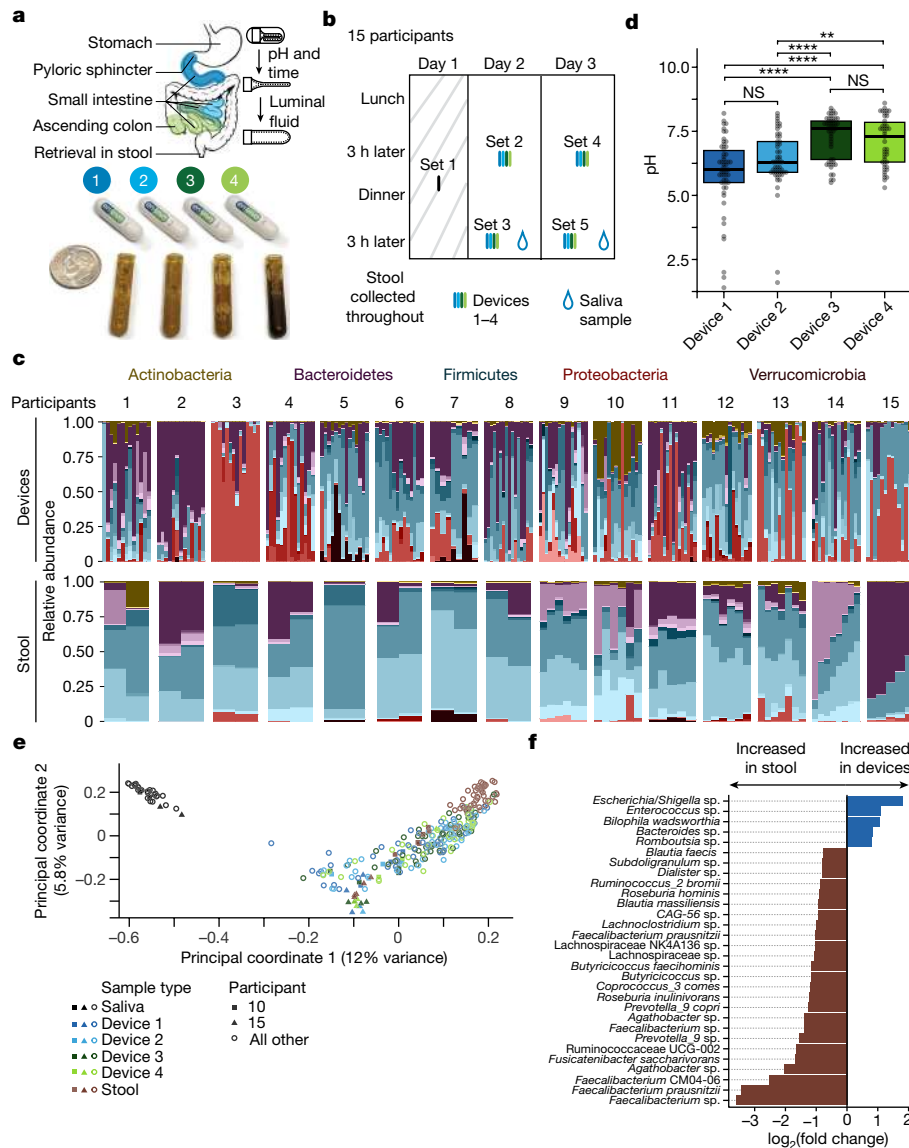 a
Stomach
Pyloric sphincter
Small intestine
Ascending colon
Retrieval in stool
pH and
time
Luminal
fluid
1 2 3 4
b
15 participants
Day 1 Day 2 Day 3
Lunch
3 h later
Dinner
3 h later
Set 1
Set 2
Set 4
Set 3
Set 5
Stool
collected
throughout
Devices
1–4
Saliva
sample
d
**
****
****
****
NS
NS
pH
10.0
7.5
5.0
2.5
Device 1
Device 2
Device 3
Device 4
c
Actinobacteria Bacteroidetes Firmicutes Proteobacteria Verrucomicrobia
Participants 1 2 3 4 5 6 7 8 9 10 11 12 13 14 15
Devices
Stool
Relative abundance
1.00
0.75
0.50
0.25
0
1.00
0.75
0.50
0.25
0
e
Principal coordinate 2
(5.8% variance)
0.2
0
−0.2
−0.6 −0.4 −0.2 0 0.2
Principal coordinate 1 (12% variance)
Sample type
Saliva
Device 1
Device 2
Device 3
Device 4
Stool
Participant
10
15
All other
f
Increased
in stool
Increased
in devices
Escherichia/Shigella sp.
Enterococcus sp.
Bilophila wadsworthia
Bacteroides sp.
Romboutsia sp.
Blautia faecis
Subdoligranulum sp.
Dialister sp.
Ruminococcus_2 bromii
Roseburia hominis
Blautia massiliensis
CAG-56 sp.
Lachnoclostridium sp.
Faecalibacterium prausnitzii
Lachnospiraceae NK4A136 sp.
Lachnospiraceae sp.
Butyricicoccus faecihominis
Butyricicoccus sp.
Coprococcus_3 comes
Roseburia inulinivorans
Prevotella_9 copri
Agathobacter sp.
Faecalibacterium sp.
Prevotella_9 sp.
Ruminococcaceae UCG-002
Fusicatenibacter saccharivorans
Agathobacter sp.
Faecalibacterium CM04-06
Faecalibacterium prausnitzii
Faecalibacterium sp.
−3 −2 −1 0 1 2
log2(fold change)